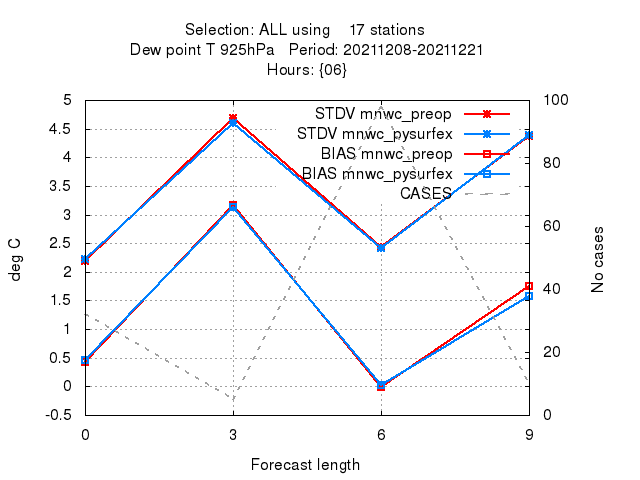 Selection: ALL using    17 stations
Dew point T 925hPa   Period: 20211208-20211221
Hours: {06}
STDV mnwc_preop
STDV mnwc_pysurfex
BIAS mnwc_preop
BIAS mnwc_pysurfex
CASES
5
4.5
4
3.5
3
2.5
2
1.5
1
0.5
0
-0.5
100
80
60
40
20
0
deg C
No cases
0 3 6 9
Forecast length